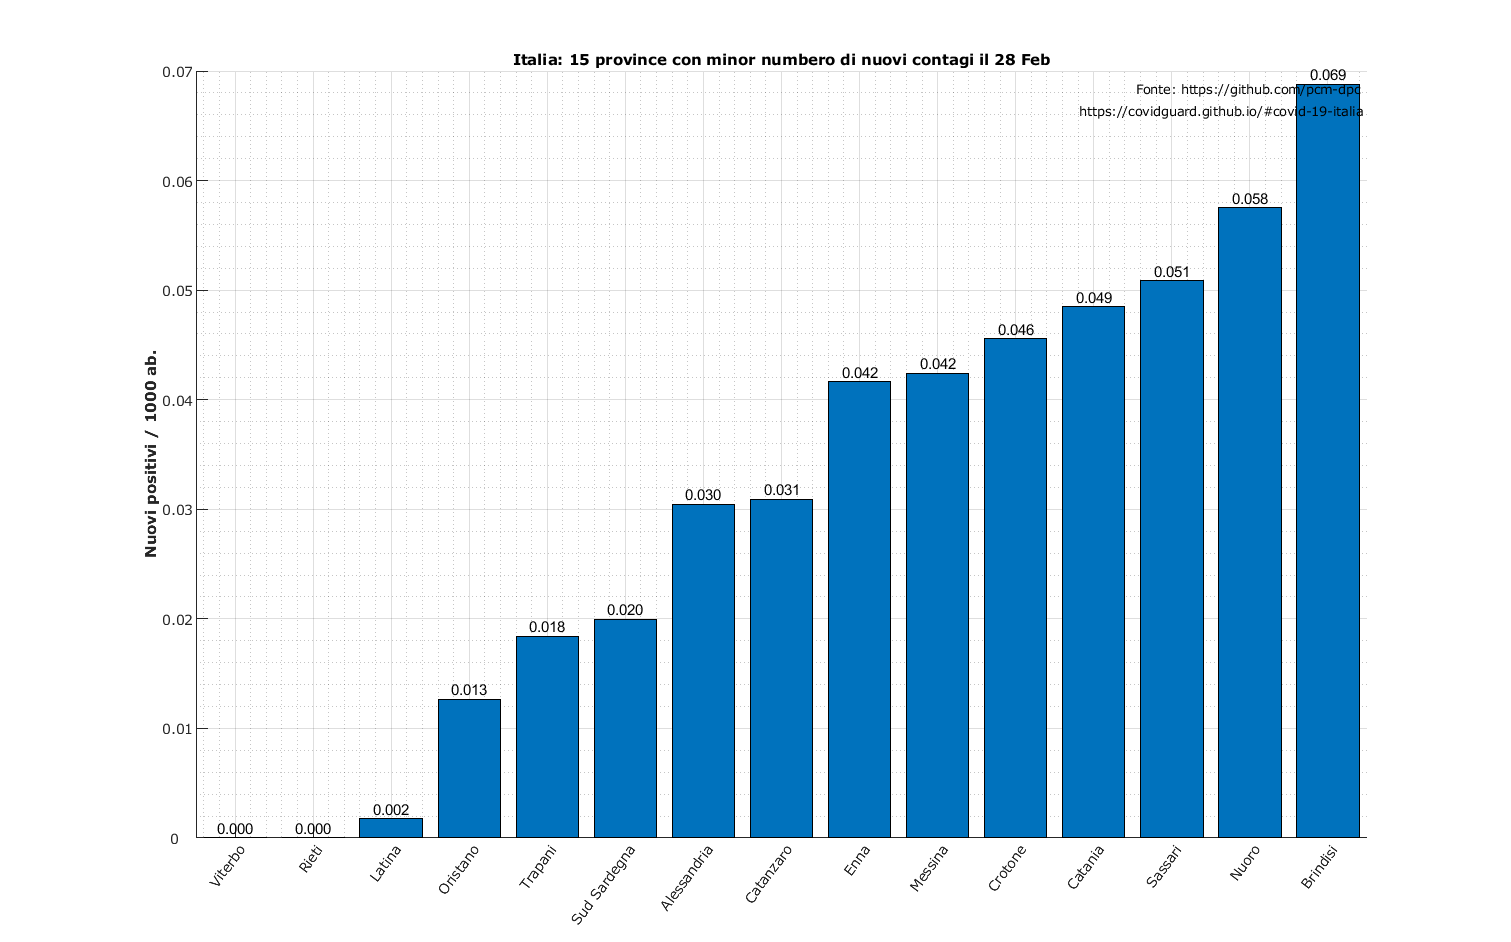 Italia: 15 province con minor numbero di nuovi contagi il 28 Feb
Fonte: https://github.com/pcm-dpc
https://covidguard.github.io/#covid-19-italia
Nuovi positivi / 1000 ab.
0.07
0.06
0.05
0.04
0.03
0.02
0.01
0
0.000
0.000
0.002
0.013
0.018
0.020
0.030
0.031
0.042
0.042
0.046
0.049
0.051
0.058
0.069
Viterbo
Rieti
Latina
Oristano
Trapani
Sud Sardegna
Alessandria
Catanzaro
Enna
Messina
Crotone
Catania
Sassari
Nuoro
Brindisi